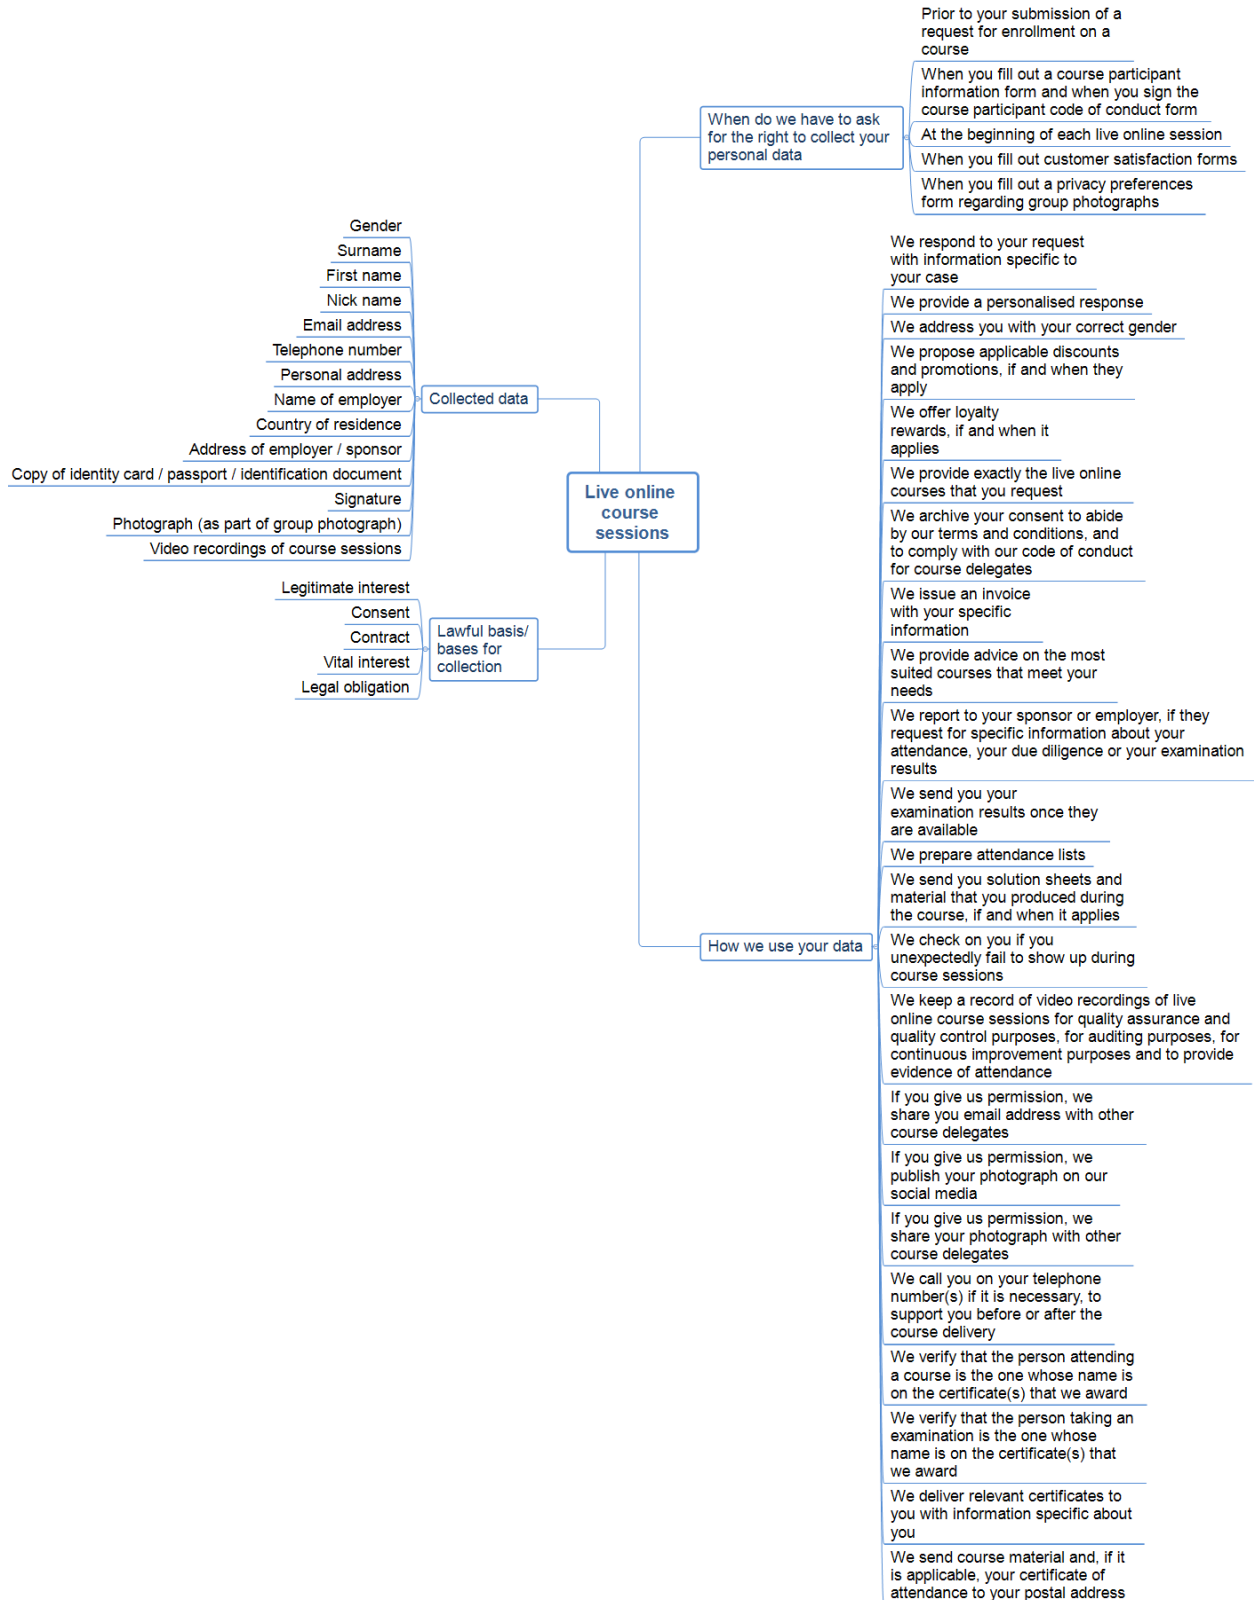 Prior to your submission of a
request for enrollment on a
course
When you fill out a course participant
information form and when you sign the
course participant code of conduct form
At the beginning of each live online session
When you fill out customer satisfaction forms
When you fill out a privacy preferences
form regarding group photographs
When do we have to ask
for the right to collect your
personal data
Gender
Surname
First name
Nick name
Email address
Telephone number
Personal address
Name of employer
Country of residence
Address of employer / sponsor
Copy of identity card / passport / identification document
Signature
Photograph (as part of group photograph)
Video recordings of course sessions
Collected data
Live online
course
sessions
Legitimate interest
Consent
Contract
Vital interest
Legal obligation
Lawful basis/
bases for
collection
How we use your data
We respond to your request
with information specific to
your case
We provide a personalised response
We address you with your correct gender
We propose applicable discounts
and promotions, if and when they
apply
We offer loyalty
rewards, if and when it
applies
We provide exactly the live online
courses that you request
We archive your consent to abide
by our terms and conditions, and
to comply with our code of conduct
for course delegates
We issue an invoice
with your specific
information
We provide advice on the most
suited courses that meet your
needs
We report to your sponsor or employer, if they
request for specific information about your
attendance, your due diligence or your examination
results
We send you your
examination results once they
are available
We prepare attendance lists
We send you solution sheets and
material that you produced during
the course, if and when it applies
We check on you if you
unexpectedly fail to show up during
course sessions
We keep a record of video recordings of live
online course sessions for quality assurance and
quality control purposes, for auditing purposes, for
continuous improvement purposes and to provide
evidence of attendance
If you give us permission, we
share you email address with other
course delegates
If you give us permission, we
publish your photograph on our
social media
If you give us permission, we
share your photograph with other
course delegates
We call you on your telephone
number(s) if it is necessary, to
support you before or after the
course delivery
We verify that the person attending
a course is the one whose name is
on the certificate(s) that we award
We verify that the person taking an
examination is the one whose
name is on the certificate(s) that
we award
We deliver relevant certificates to
you with information specific about
you
We send course material and, if it
is applicable, your certificate of
attendance to your postal address